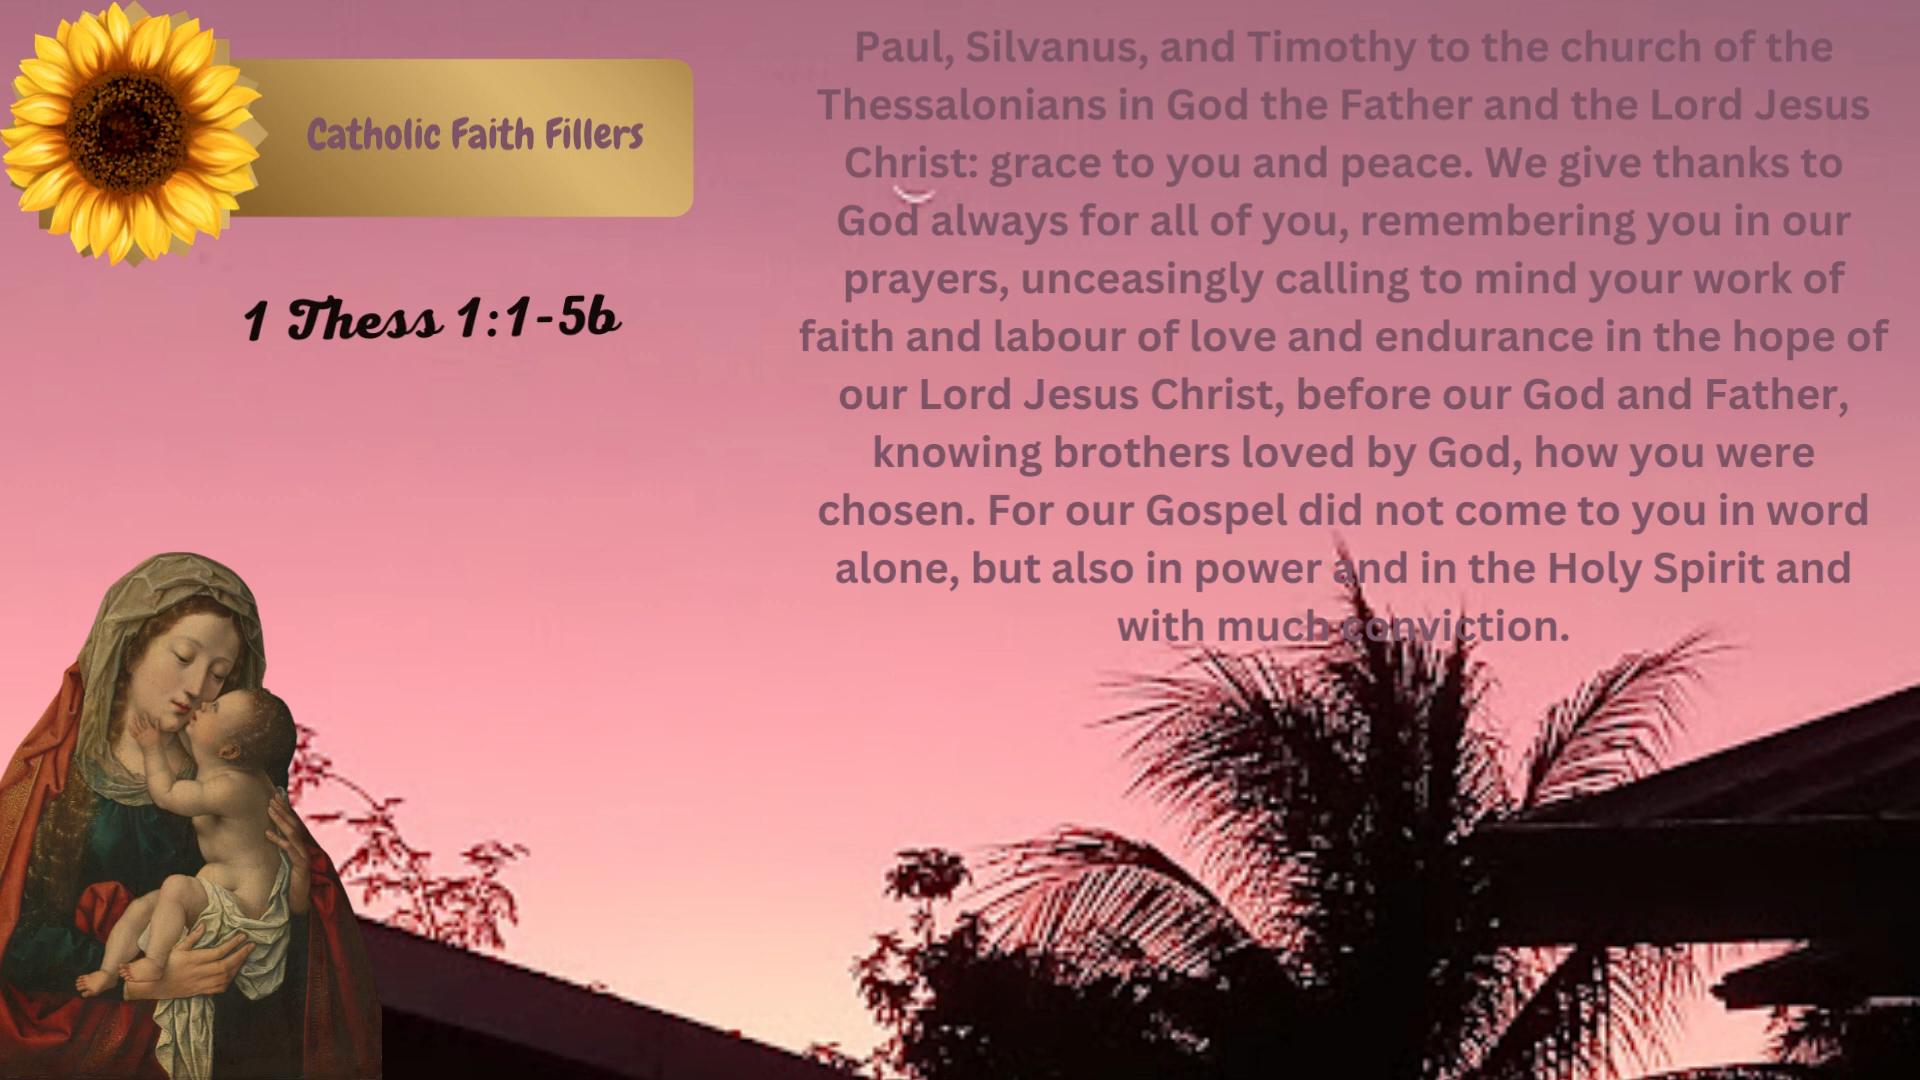 Catholic Faith Fillers
1 Thess 1:1-5b
Paul, Silvanus, and Timothy to the church of the
Thessalonians in God the Father and the Lord Jesus
Christ: grace to you and peace. We give thanks to
God always for all of you, remembering you in our
prayers, unceasingly calling to mind your work of
faith and labour of love and endurance in the hope of
our Lord Jesus Christ, before our God and Father,
knowing brothers loved by God, how you were
chosen. For our Gospel did not come to you in word
alone, but also in power and in the Holy Spirit and
with much conviction.